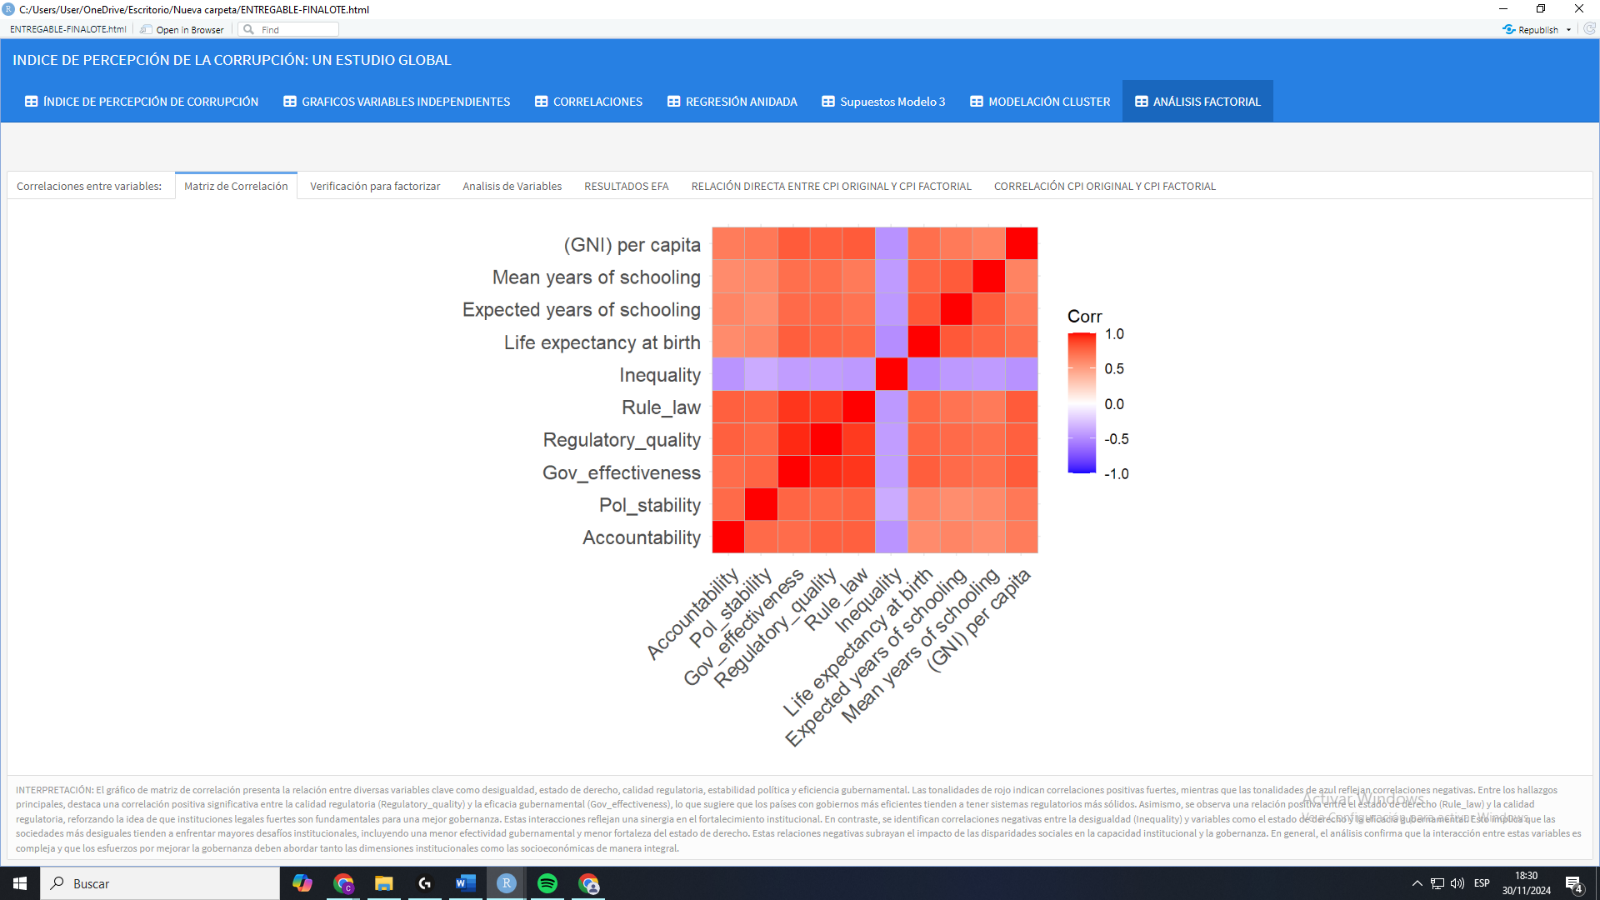 C:/Users/User/OneDrive/Escritorio/Nueva carpeta/ENTREGABLE-FINALOTE.html
ENTREGABLE-FINALOTE.html Open in Browser Find Republish
INDICE DE PERCEPCIÓN DE LA CORRUPCIÓN: UN ESTUDIO GLOBAL
ÍNDICE DE PERCEPCIÓN DE CORRUPCIÓN GRAFICOS VARIABLES INDEPENDIENTES CORRELACIONES REGRESIÓN ANIDADA Supuestos Modelo 3 MODELACIÓN CLUSTER ANÁLISIS FACTORIAL
Correlaciones entre variables: Matriz de Correlación Verificación para factorizar Analisis de Variables RESULTADOS EFA RELACIÓN DIRECTA ENTRE CPI ORIGINAL Y CPI FACTORIAL CORRELACIÓN CPI ORIGINAL Y CPI FACTORIAL
(GNI) per capita
Mean years of schooling
Expected years of schooling
Life expectancy at birth
Inequality
Rule_law
Regulatory_quality
Gov_effectiveness
Pol_stability
Accountability
Corr
1.0
0.5
0.0
-0.5
-1.0
Accountability
Pol_stability
Gov_effectiveness
Regulatory_quality
Rule_law
Inequality
Life expectancy at birth
Expected years of schooling
Mean years of schooling
(GNI) per capita
INTERPRETACIÓN: El gráfico de matriz de correlación presenta la relación entre diversas variables clave como desigualdad, estado de derecho, calidad regulatoria, estabilidad política y eficiencia gubernamental. Las tonalidades de rojo indican correlaciones positivas fuertes, mientras que las tonalidades de azul reflejan correlaciones negativas. Entre los hallazgos
principales, destaca una correlación positiva significativa entre la calidad regulatoria (Regulatory_quality) y la eficacia gubernamental (Gov_effectiveness), lo que sugiere que los países con gobiernos más eficientes tienden a tener sistemas regulatorios más sólidos. Asimismo, se observa una relación positiva entre el estado de derecho (Rule_law) y la calidad
regulatoria, reforzando la idea de que instituciones legales fuertes son fundamentales para una mejor gobernanza. Estas interacciones reflejan una sinergia en el fortalecimiento institucional. En contraste, se identifican correlaciones negativas entre la desigualdad (Inequality) y variables como el estado de derecho y la eficacia gubernamental. Esto implica que las
sociedades más desiguales tienden a enfrentar mayores desafíos institucionales, incluyendo una menor efectividad gubernamental y menor fortaleza del estado de derecho. Estas relaciones negativas subrayan el impacto de las disparidades sociales en la capacidad institucional y la gobernanza. En general, el análisis confirma que la interacción entre estas variables es
compleja y que los esfuerzos por mejorar la gobernanza deben abordar tanto las dimensiones institucionales como las socioeconómicas de manera integral.
Activar Windows
Ve a Configuración para activar Windows.
Buscar
ESP
18:30
30/11/2024
4